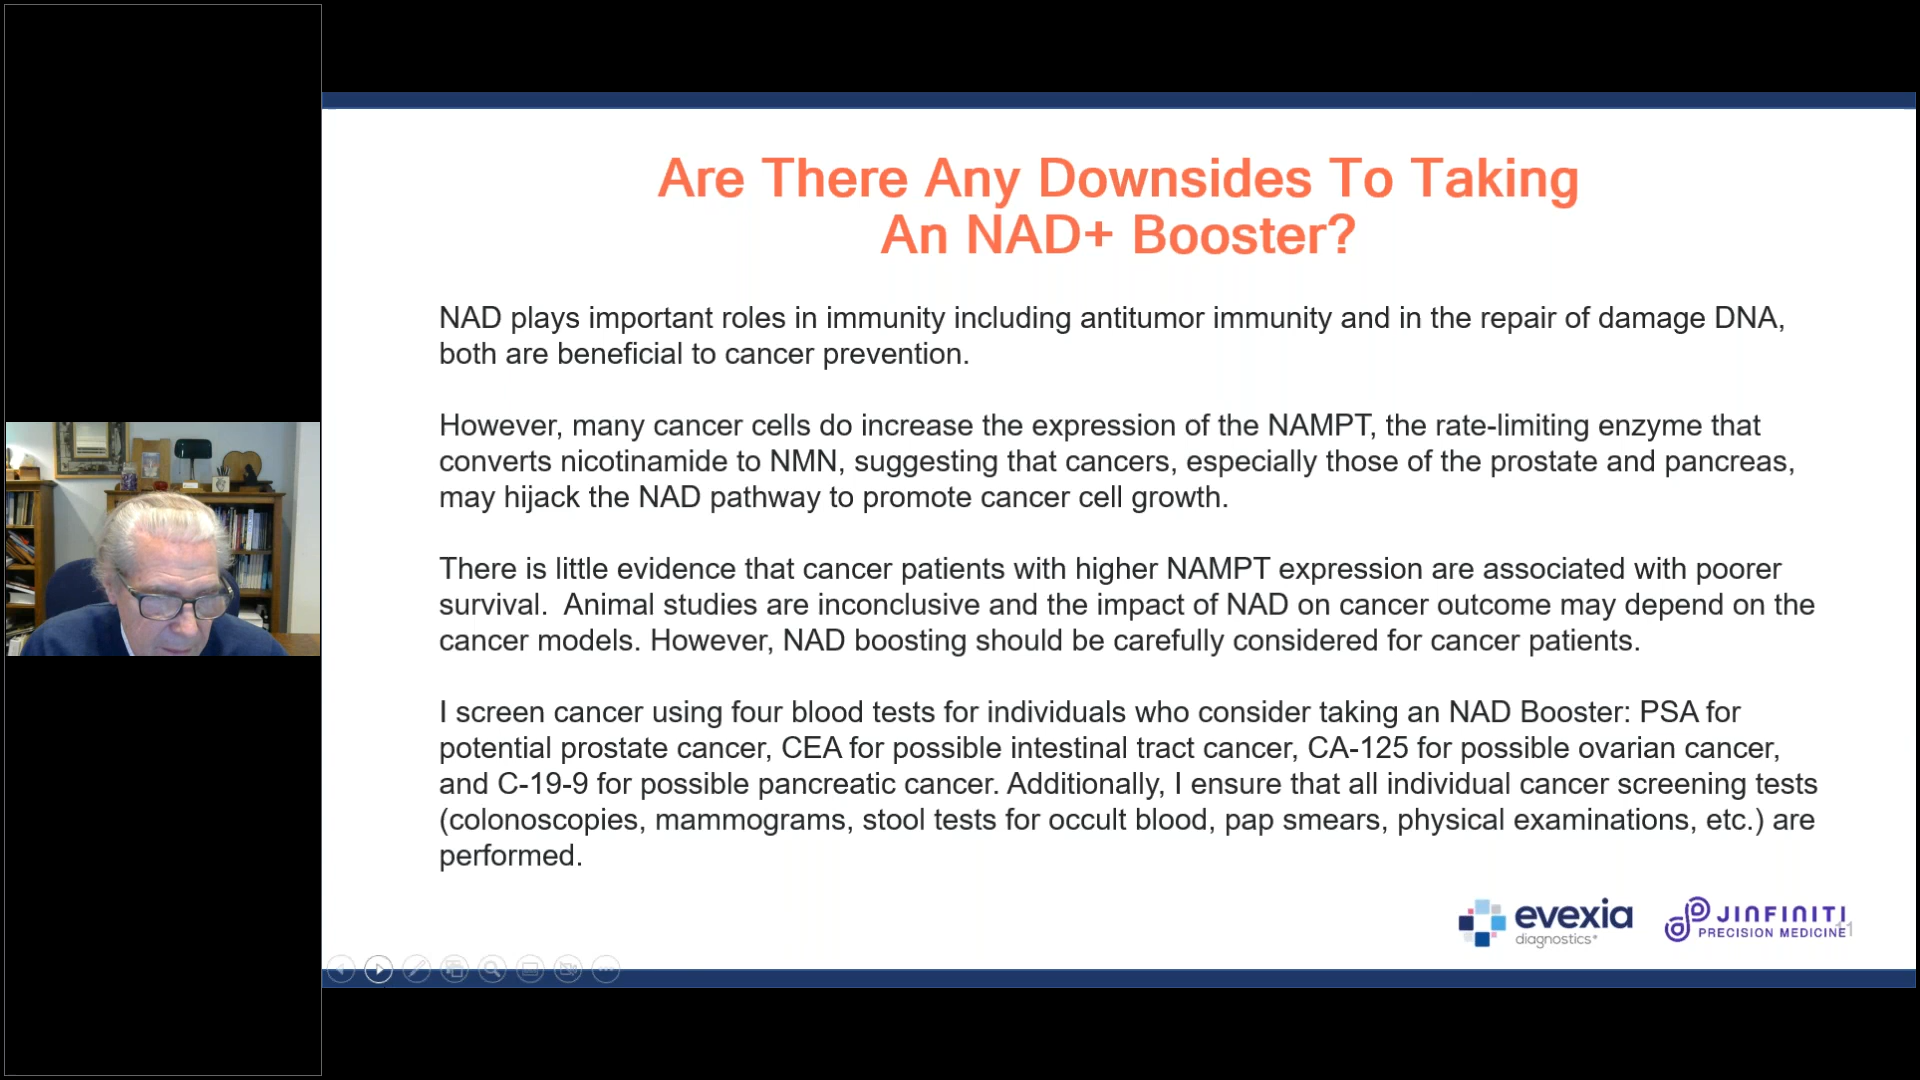 Are There Any Downsides To Taking
An NAD+ Booster?
NAD plays important roles in immunity including antitumor immunity and in the repair of damage DNA,
both are beneficial to cancer prevention.
However, many cancer cells do increase the expression of the NAMPT, the rate-limiting enzyme that
converts nicotinamide to NMN, suggesting that cancers, especially those of the prostate and pancreas,
may hijack the NAD pathway to promote cancer cell growth.
There is little evidence that cancer patients with higher NAMPT expression are associated with poorer
survival.  Animal studies are inconclusive and the impact of NAD on cancer outcome may depend on the
cancer models. However, NAD boosting should be carefully considered for cancer patients.
I screen cancer using four blood tests for individuals who consider taking an NAD Booster: PSA for
potential prostate cancer, CEA for possible intestinal tract cancer, CA-125 for possible ovarian cancer,
and C-19-9 for possible pancreatic cancer. Additionally, I ensure that all individual cancer screening tests
(colonoscopies, mammograms, stool tests for occult blood, pap smears, physical examinations, etc.) are
performed.
evexia
diagnostics
JINFINITI
PRECISION MEDICINE
11